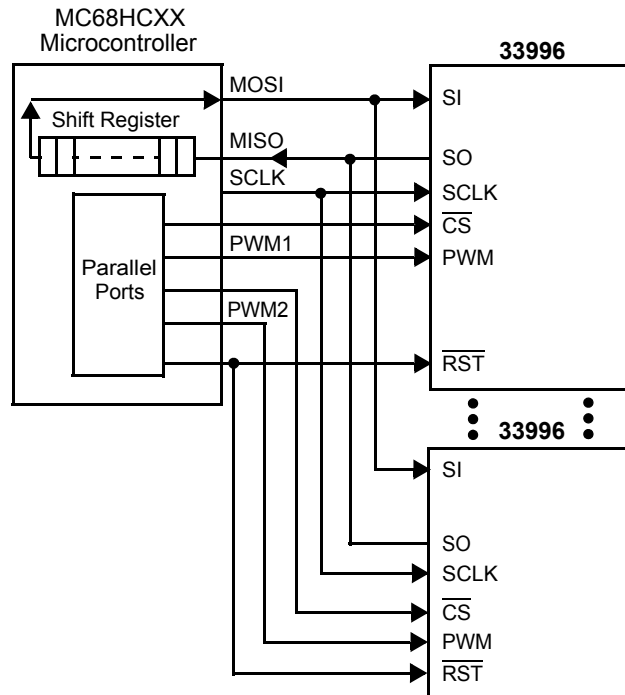 MC68HCXX
Microcontroller
33996
MOSI
SI
Shift Register
MISO
SO
SCLK
SCLK
CS
PWM1
PWM
Parallel
Ports
PWM2
RST
33996
SI
SO
SCLK
CS
PWM
RST